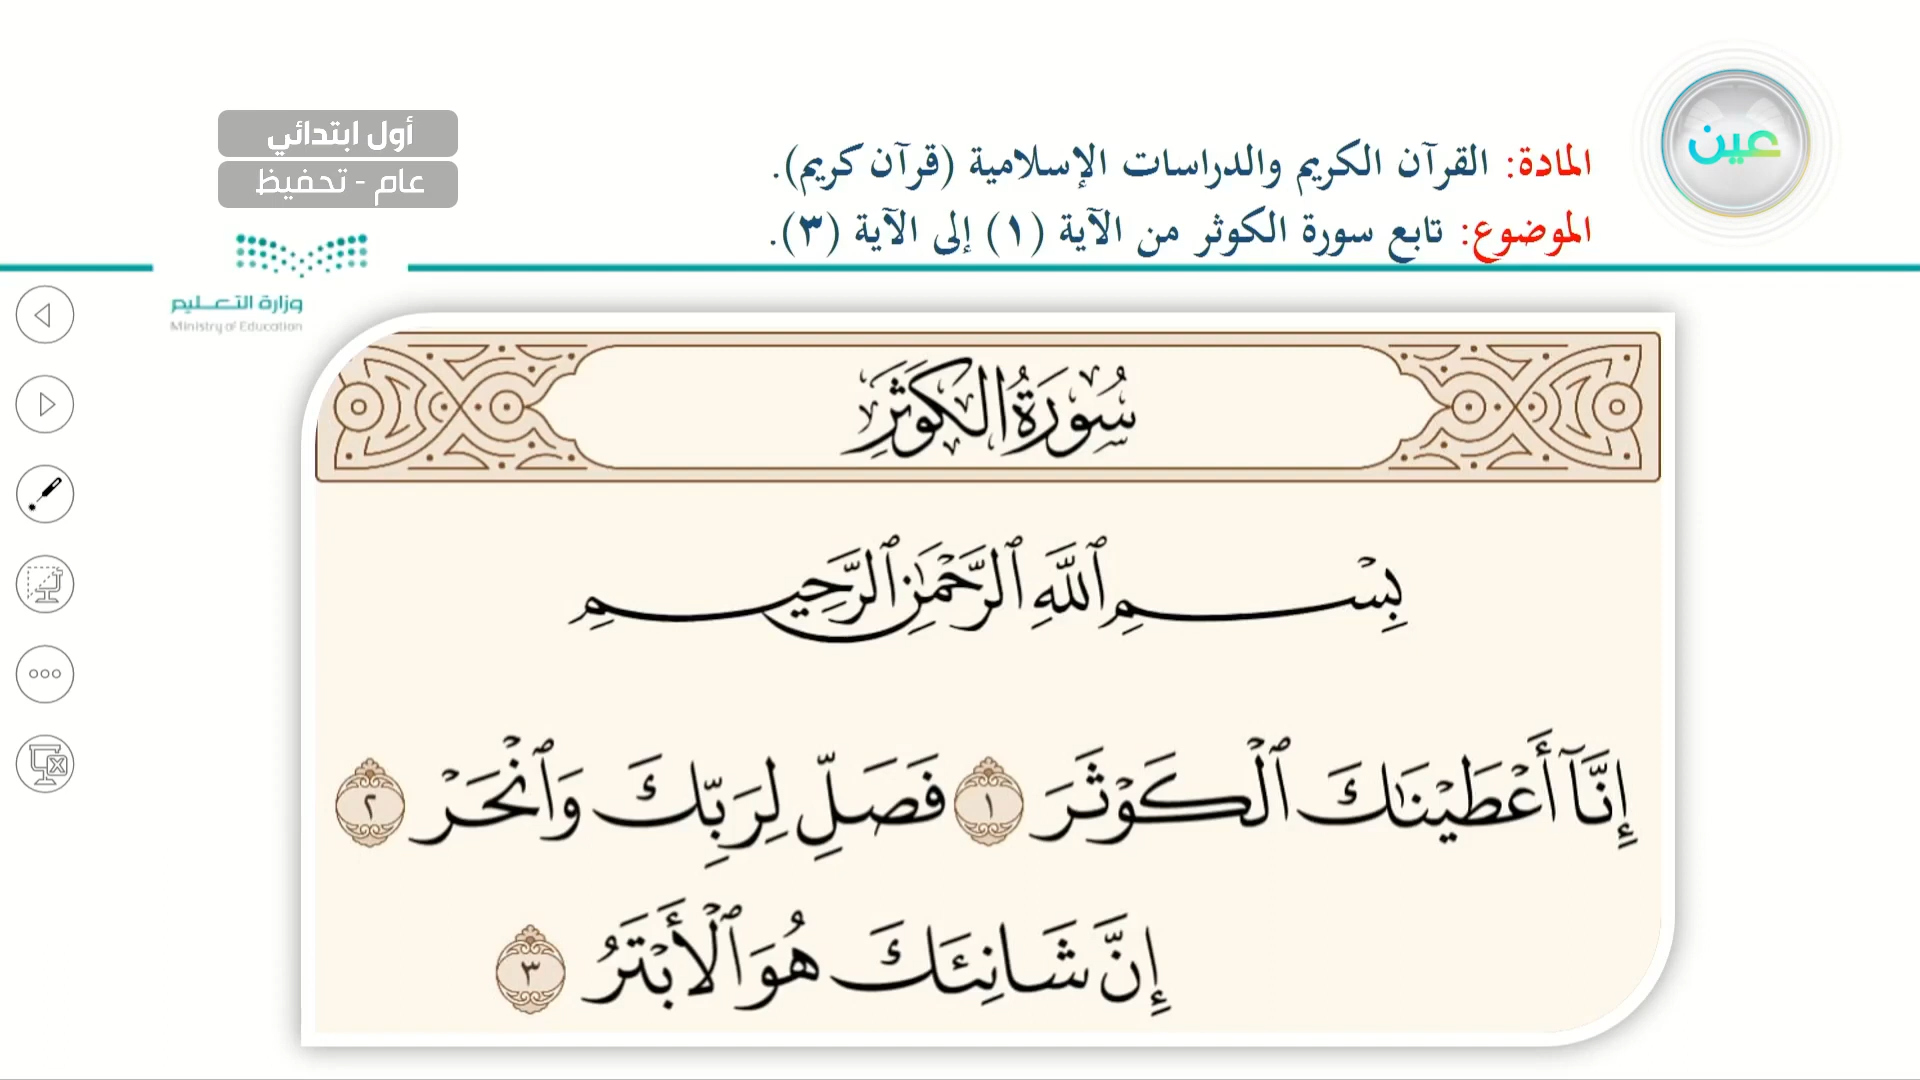 عين
المادة: القرآن الكريم والدراسات الإسلامية (قرآن كريم).
الموضوع: تابع سورة الكوثر من الآية (١) إلى الآية (٣).
أول ابتدائي
عام - تحفيظ
وزارة التعليم
Ministry of Education
سُورَةُ الكَوْثَرِ
بِسْمِ ٱللَّهِ ٱلرَّحْمَٰنِ ٱلرَّحِيمِ
إِنَّآ أَعْطَيْنَٰكَ ٱلْكَوْثَرَ ١ فَصَلِّ لِرَبِّكَ وَٱنْحَرْ ٢
إِنَّ شَانِئَكَ هُوَ ٱلْأَبْتَرُ ٣